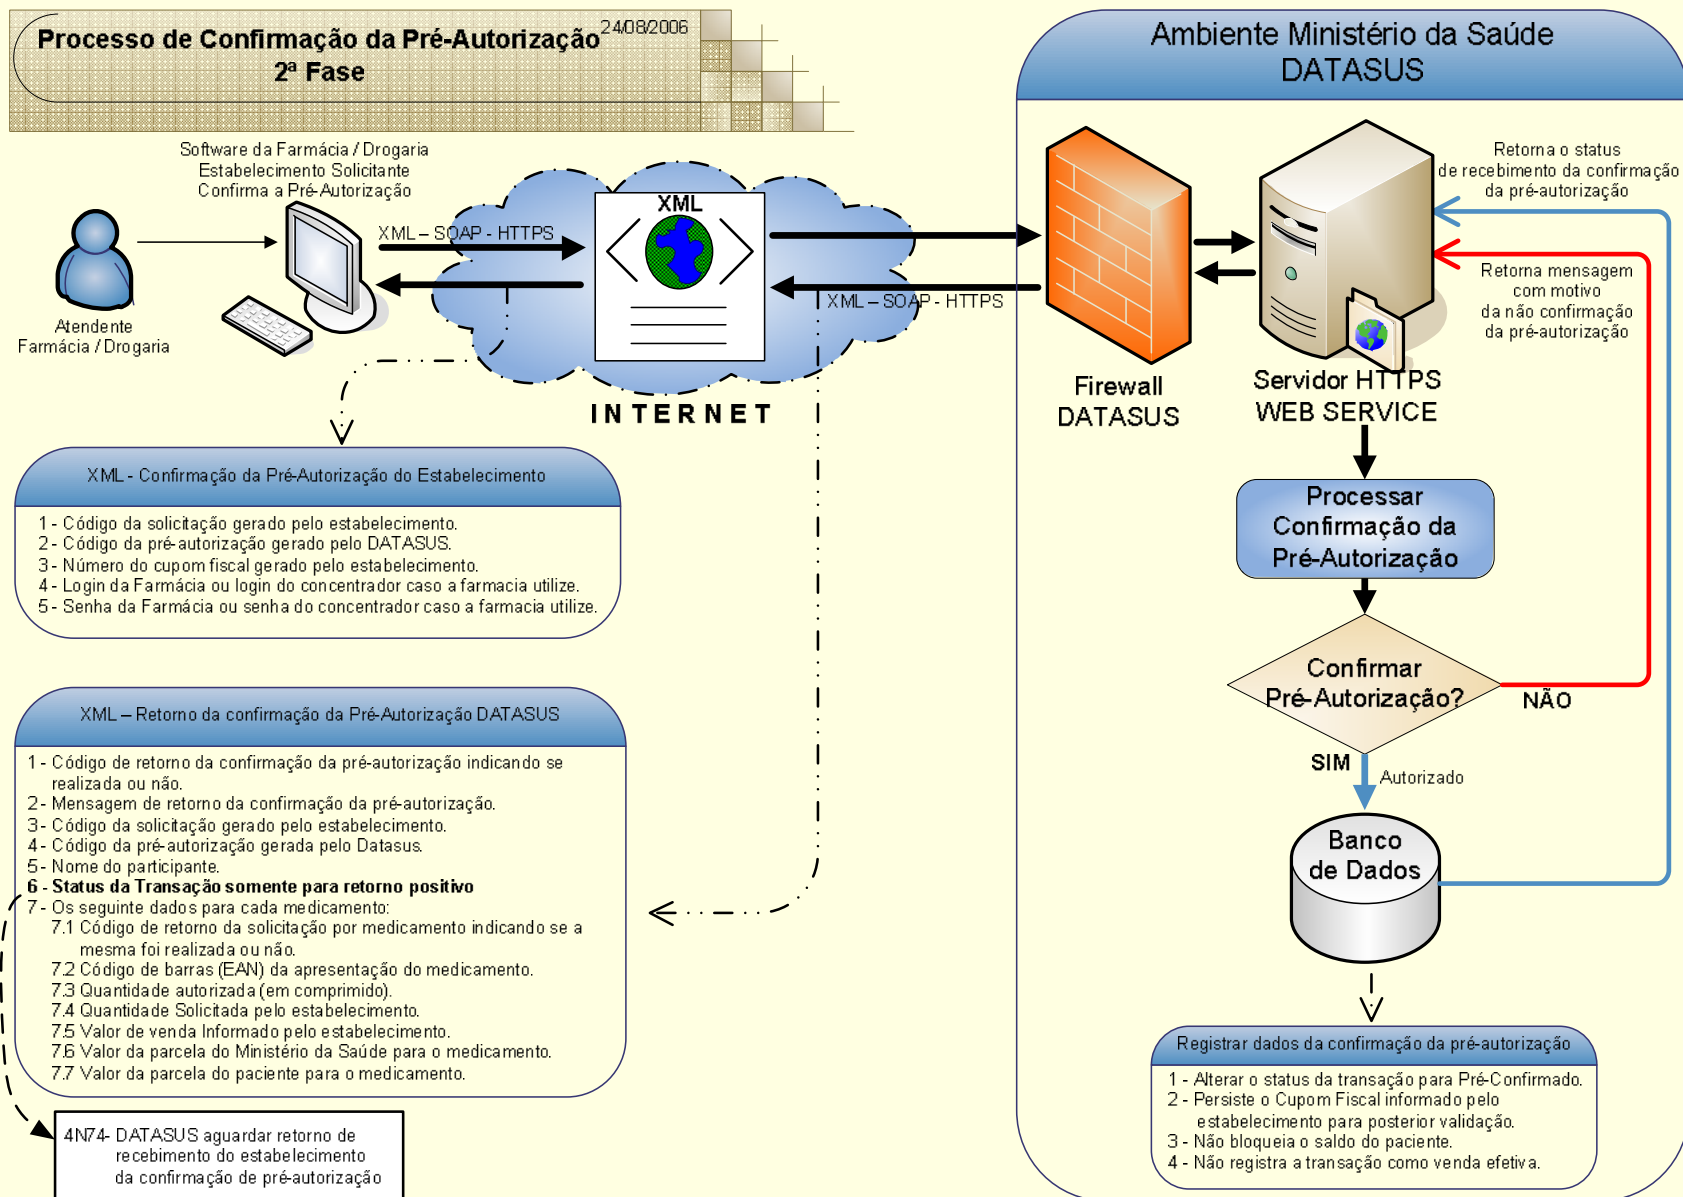 Processo de Confirmação da Pré-Autorização
24/08/2006
2ª Fase
Ambiente Ministério da Saúde
DATASUS
Software da Farmácia / Drogaria
Estabelecimento Solicitante
Confirma a Pré-Autorização
Atendente
Farmácia / Drogaria
XML – SOAP - HTTPS
XML
XML – SOAP - HTTPS
INTERNET
Firewall
DATASUS
Servidor HTTPS
WEB SERVICE
Retorna o status
de recebimento da confirmação
da pré-autorização
Retorna mensagem
com motivo
da não confirmação
da pré-autorização
XML - Confirmação da Pré-Autorização do Estabelecimento
1 - Código da solicitação gerado pelo estabelecimento.
2 - Código da pré-autorização gerado pelo DATASUS.
3 - Número do cupom fiscal gerado pelo estabelecimento.
4 - Login da Farmácia ou login do concentrador caso a farmacia utilize.
5 - Senha da Farmácia ou senha do concentrador caso a farmacia utilize.
Processar
Confirmação da
Pré-Autorização
Confirmar
Pré-Autorização?
NÃO
SIM
Autorizado
Banco
de Dados
XML – Retorno da confirmação da Pré-Autorização DATASUS
1 - Código de retorno da confirmação da pré-autorização indicando se
realizada ou não.
2 - Mensagem de retorno da confirmação da pré-autorização.
3 - Código da solicitação gerado pelo estabelecimento.
4 - Código da pré-autorização gerada pelo Datasus.
5 - Nome do participante.
6 - Status da Transação somente para retorno positivo
7 - Os seguinte dados para cada medicamento:
7.1 Código de retorno da solicitação por medicamento indicando se a
mesma foi realizada ou não.
7.2 Código de barras (EAN) da apresentação do medicamento.
7.3 Quantidade autorizada (em comprimido).
7.4 Quantidade Solicitada pelo estabelecimento.
7.5 Valor de venda Informado pelo estabelecimento.
7.6 Valor da parcela do Ministério da Saúde para o medicamento.
7.7 Valor da parcela do paciente para o medicamento.
4N74- DATASUS aguardar retorno de
recebimento do estabelecimento
da confirmação de pré-autorização
Registrar dados da confirmação da pré-autorização
1 - Alterar o status da transação para Pré-Confirmado.
2 - Persiste o Cupom Fiscal informado pelo
estabelecimento para posterior validação.
3 - Não bloqueia o saldo do paciente.
4 - Não registra a transação como venda efetiva.